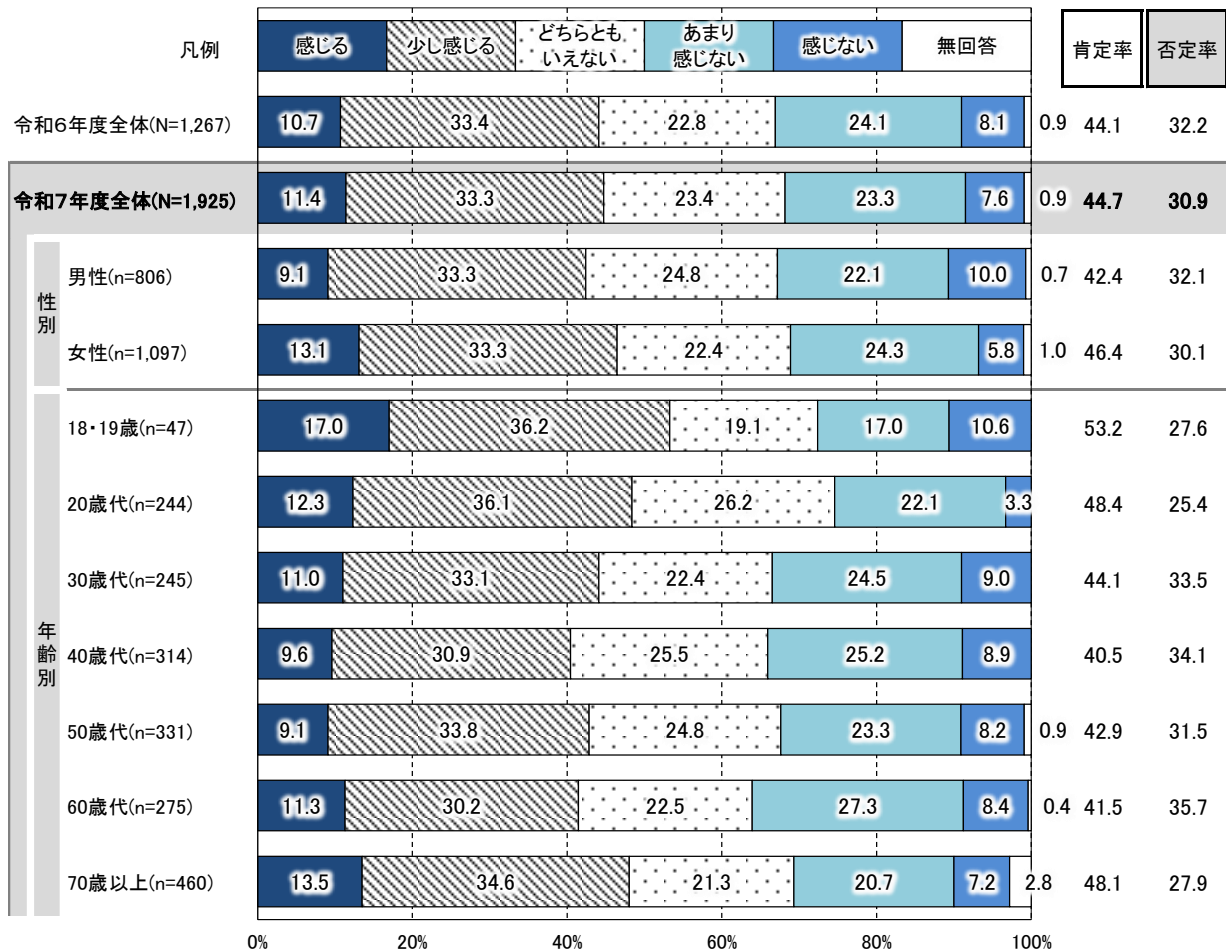 凡例 感じる 少し感じる どちらとも いえない あまり 感じない 感じない 無回答 肯定率 否定率
令和6年度全体(N=1,267) 10.7 33.4 22.8 24.1 8.1 0.9 44.1 32.2
令和7年度全体(N=1,925) 11.4 33.3 23.4 23.3 7.6 0.9 44.7 30.9
性別
男性(n=806) 9.1 33.3 24.8 22.1 10.0 0.7 42.4 32.1
女性(n=1,097) 13.1 33.3 22.4 24.3 5.8 1.0 46.4 30.1
年齢別
18・19歳(n=47) 17.0 36.2 19.1 17.0 10.6 53.2 27.6
20歳代(n=244) 12.3 36.1 26.2 22.1 3.3 48.4 25.4
30歳代(n=245) 11.0 33.1 22.4 24.5 9.0 44.1 33.5
40歳代(n=314) 9.6 30.9 25.5 25.2 8.9 40.5 34.1
50歳代(n=331) 9.1 33.8 24.8 23.3 8.2 0.9 42.9 31.5
60歳代(n=275) 11.3 30.2 22.5 27.3 8.4 0.4 41.5 35.7
70歳以上(n=460) 13.5 34.6 21.3 20.7 7.2 2.8 48.1 27.9
0% 20% 40% 60% 80% 100%